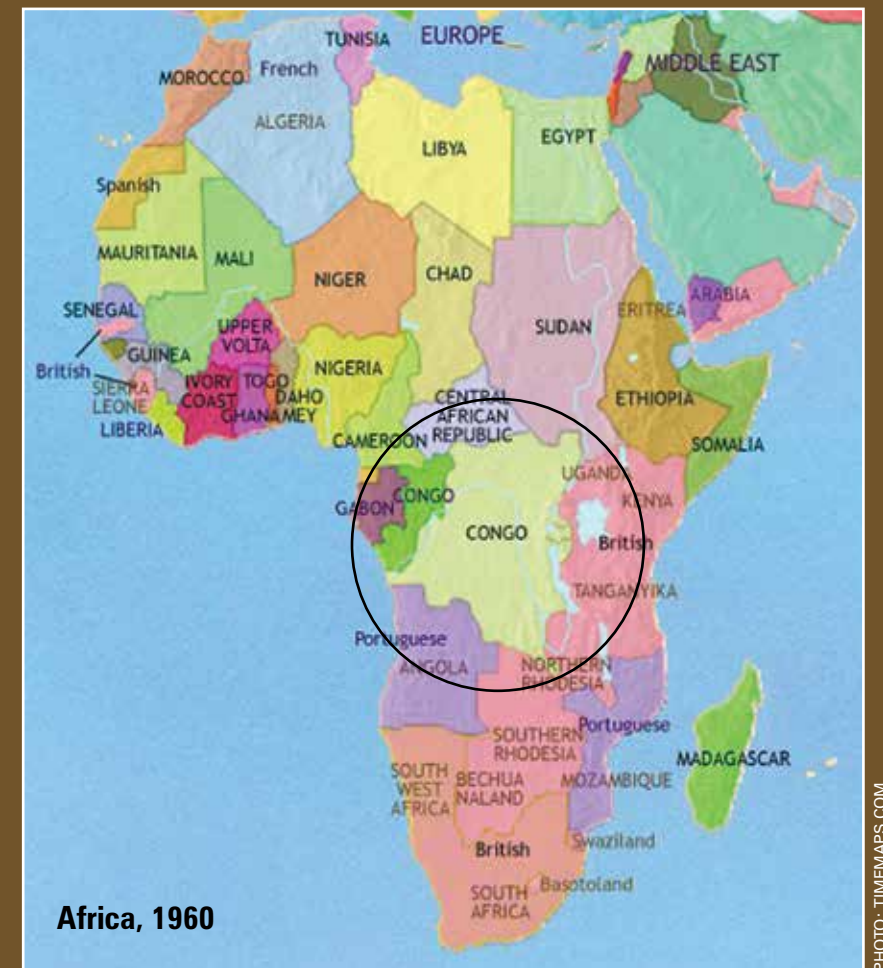 TUNISIA
EUROPE
MOROCCO
French
MIDDLE EAST
ALGERIA
LIBYA
EGYPT
Spanish
MAURITANIA
MALI
NIGER
CHAD
SENEGAL
ERITREA
ARABIA
UPPER
VOLTA
SUDAN
British
GUINEA
NIGERIA
SIERRA
LEONE
IVORY
COAST
TOGO
DAHO
MEY
CENTRAL
AFRICAN
REPUBLIC
ETHIOPIA
LIBERIA
GHANA
CAMEROON
SOMALIA
UGANDA
KENYA
GABON
CONGO
CONGO
British
TANGANYIKA
Portuguese
ANGOLA
NORTHERN
RHODESIA
Portuguese
SOUTHERN
RHODESIA
MADAGASCAR
SOUTH
WEST
AFRICA
BECHUA
NALAND
MOZAMBIQUE
British
Swaziland
SOUTH
AFRICA
Basotoland
Africa, 1960
PHOTO: TIMEMAPS.COM